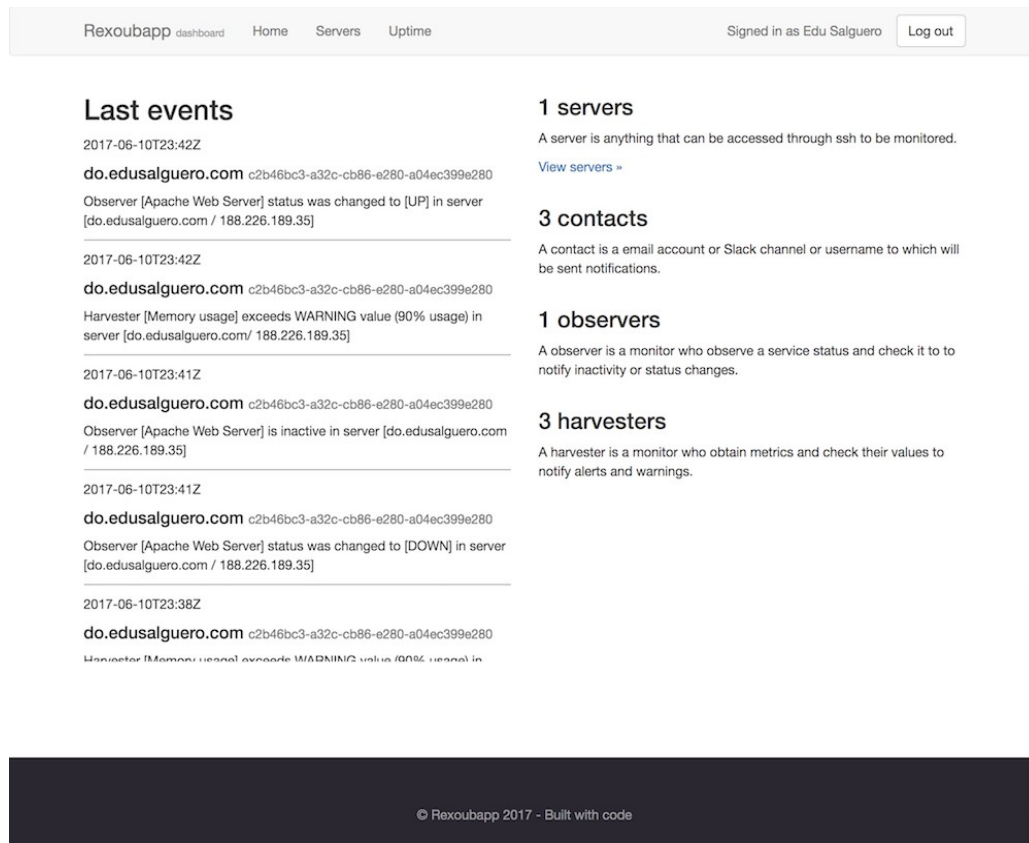 Rexoubapp dashboard Home Servers Uptime Signed in as Edu Salguero Log out
Last events
2017-06-10T23:42Z
do.edusalguero.com c2b46bc3-a32c-cb86-e280-a04ec399e280
Observer [Apache Web Server] status was changed to [UP] in server
[do.edusalguero.com / 188.226.189.35]
2017-06-10T23:42Z
do.edusalguero.com c2b46bc3-a32c-cb86-e280-a04ec399e280
Harvester [Memory usage] exceeds WARNING value (90% usage) in
server [do.edusalguero.com/ 188.226.189.35]
2017-06-10T23:41Z
do.edusalguero.com c2b46bc3-a32c-cb86-e280-a04ec399e280
Observer [Apache Web Server] is inactive in server [do.edusalguero.com
/ 188.226.189.35]
2017-06-10T23:41Z
do.edusalguero.com c2b46bc3-a32c-cb86-e280-a04ec399e280
Observer [Apache Web Server] status was changed to [DOWN] in server
[do.edusalguero.com / 188.226.189.35]
2017-06-10T23:38Z
do.edusalguero.com c2b46bc3-a32c-cb86-e280-a04ec399e280
Harvester [Memory usage] exceeds WARNING value (90% usage) in
1 servers
A server is anything that can be accessed through ssh to be monitored.
View servers »
3 contacts
A contact is a email account or Slack channel or username to which will
be sent notifications.
1 observers
A observer is a monitor who observe a service status and check it to to
notify inactivity or status changes.
3 harvesters
A harvester is a monitor who obtain metrics and check their values to
notify alerts and warnings.
© Rexoubapp 2017 - Built with code